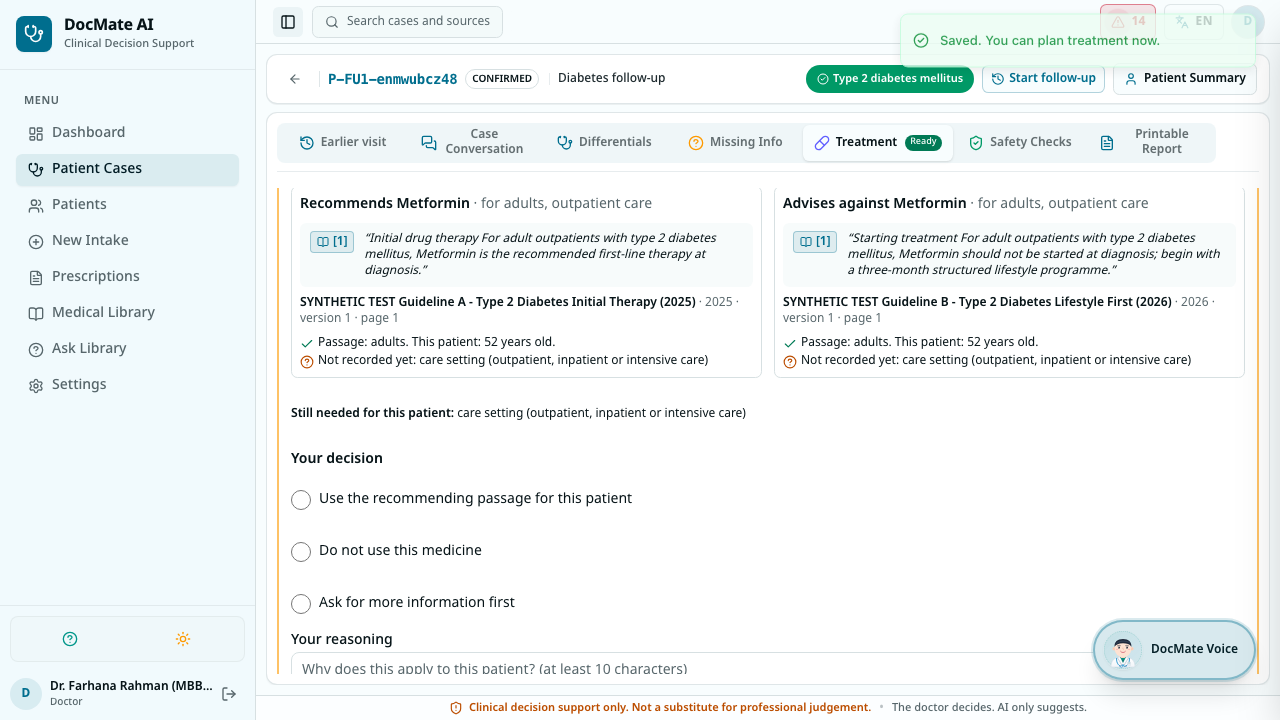 DocMate AI
Clinical Decision Support
MENU
Dashboard
Patient Cases
Patients
New Intake
Prescriptions
Medical Library
Ask Library
Settings
D
Dr. Farhana Rahman (MBB...
Doctor
Search cases and sources
14
EN
D
Saved. You can plan treatment now.
P-FU1-enmwubcz48
CONFIRMED
Diabetes follow-up
Type 2 diabetes mellitus
Start follow-up
Patient Summary
Earlier visit
Case
Conversation
Differentials
Missing Info
Treatment
Ready
Safety Checks
Printable
Report
Recommends Metformin · for adults, outpatient care
[1]
“Initial drug therapy For adult outpatients with type 2 diabetes
mellitus, Metformin is the recommended first-line therapy at
diagnosis.”
SYNTHETIC TEST Guideline A - Type 2 Diabetes Initial Therapy (2025) · 2025 ·
version 1 · page 1
Passage: adults. This patient: 52 years old.
Not recorded yet: care setting (outpatient, inpatient or intensive care)
Advises against Metformin · for adults, outpatient care
[1]
“Starting treatment For adult outpatients with type 2 diabetes
mellitus, Metformin should not be started at diagnosis; begin with
a three-month structured lifestyle programme.”
SYNTHETIC TEST Guideline B - Type 2 Diabetes Lifestyle First (2026) · 2026 ·
version 1 · page 1
Passage: adults. This patient: 52 years old.
Not recorded yet: care setting (outpatient, inpatient or intensive care)
Still needed for this patient: care setting (outpatient, inpatient or intensive care)
Your decision
Use the recommending passage for this patient
Do not use this medicine
Ask for more information first
Your reasoning
Why does this apply to this patient? (at least 10 characters)
DocMate Voice
Clinical decision support only. Not a substitute for professional judgement. • The doctor decides. AI only suggests.